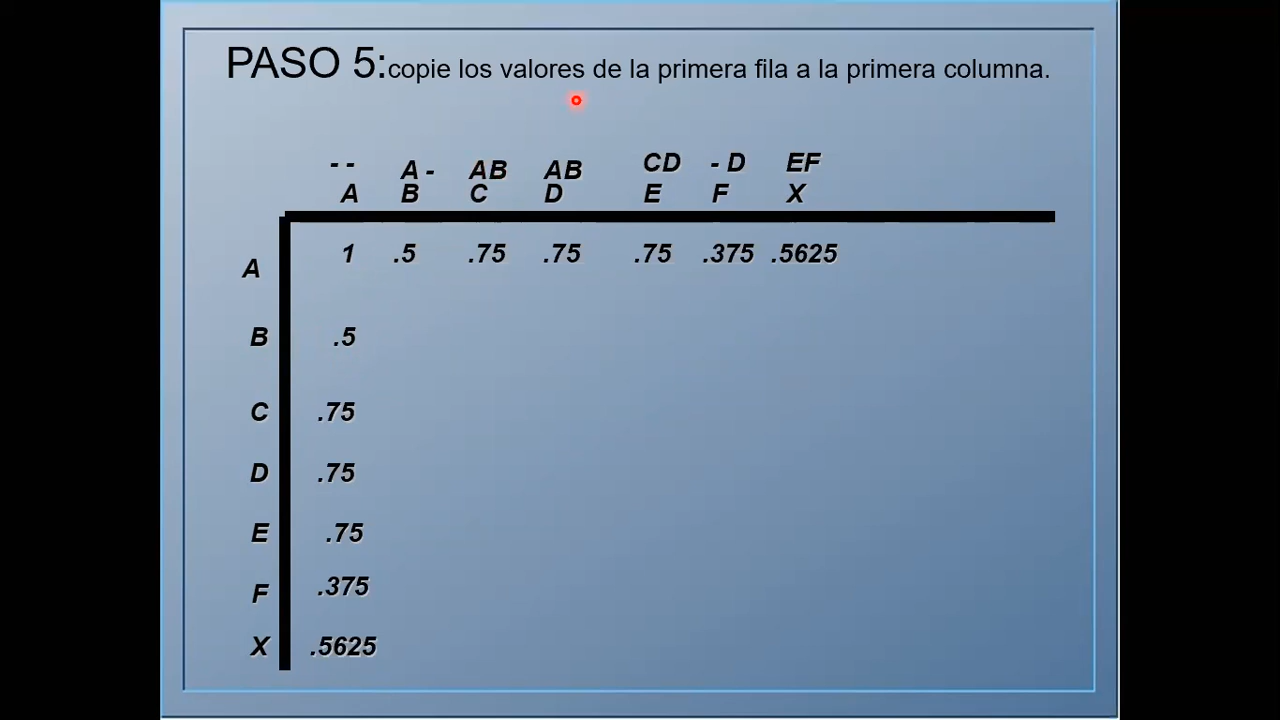 PASO 5:copie los valores de la primera fila a la primera columna.
- - A - AB AB CD - D EF
A B C D E F X
A 1 .5 .75 .75 .75 .375 .5625
B .5
C .75
D .75
E .75
F .375
X .5625